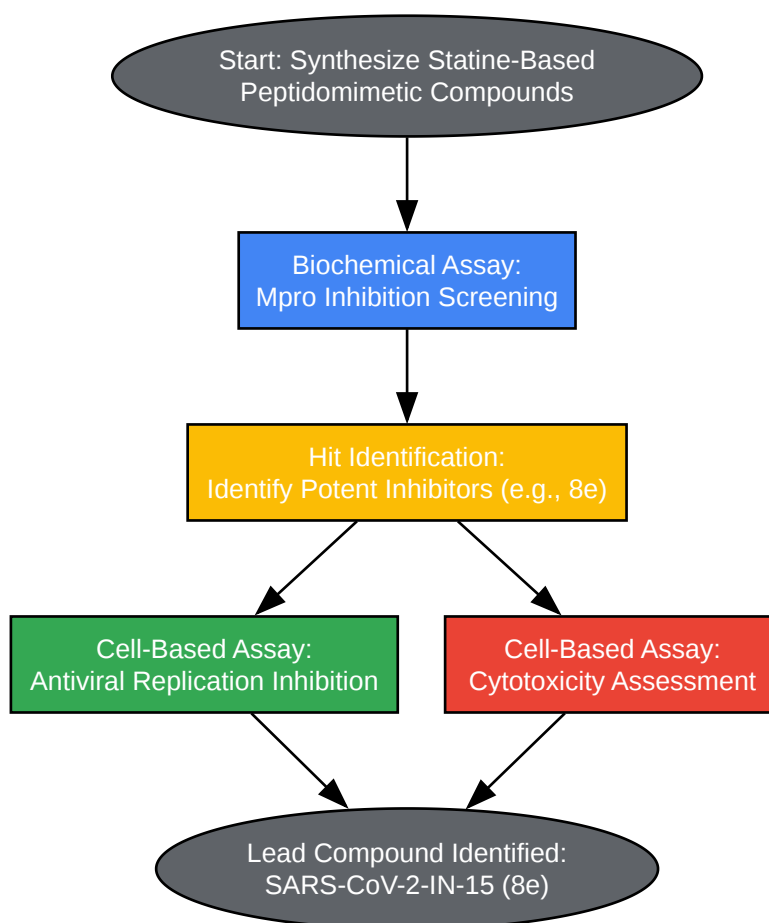 Start: Synthesize Statine-Based
Peptidomimetic Compounds
Biochemical Assay:
Mpro Inhibition Screening
Hit Identification:
Identify Potent Inhibitors (e.g., 8e)
Cell-Based Assay:
Antiviral Replication Inhibition
Cell-Based Assay:
Cytotoxicity Assessment
Lead Compound Identified:
SARS-CoV-2-IN-15 (8e)